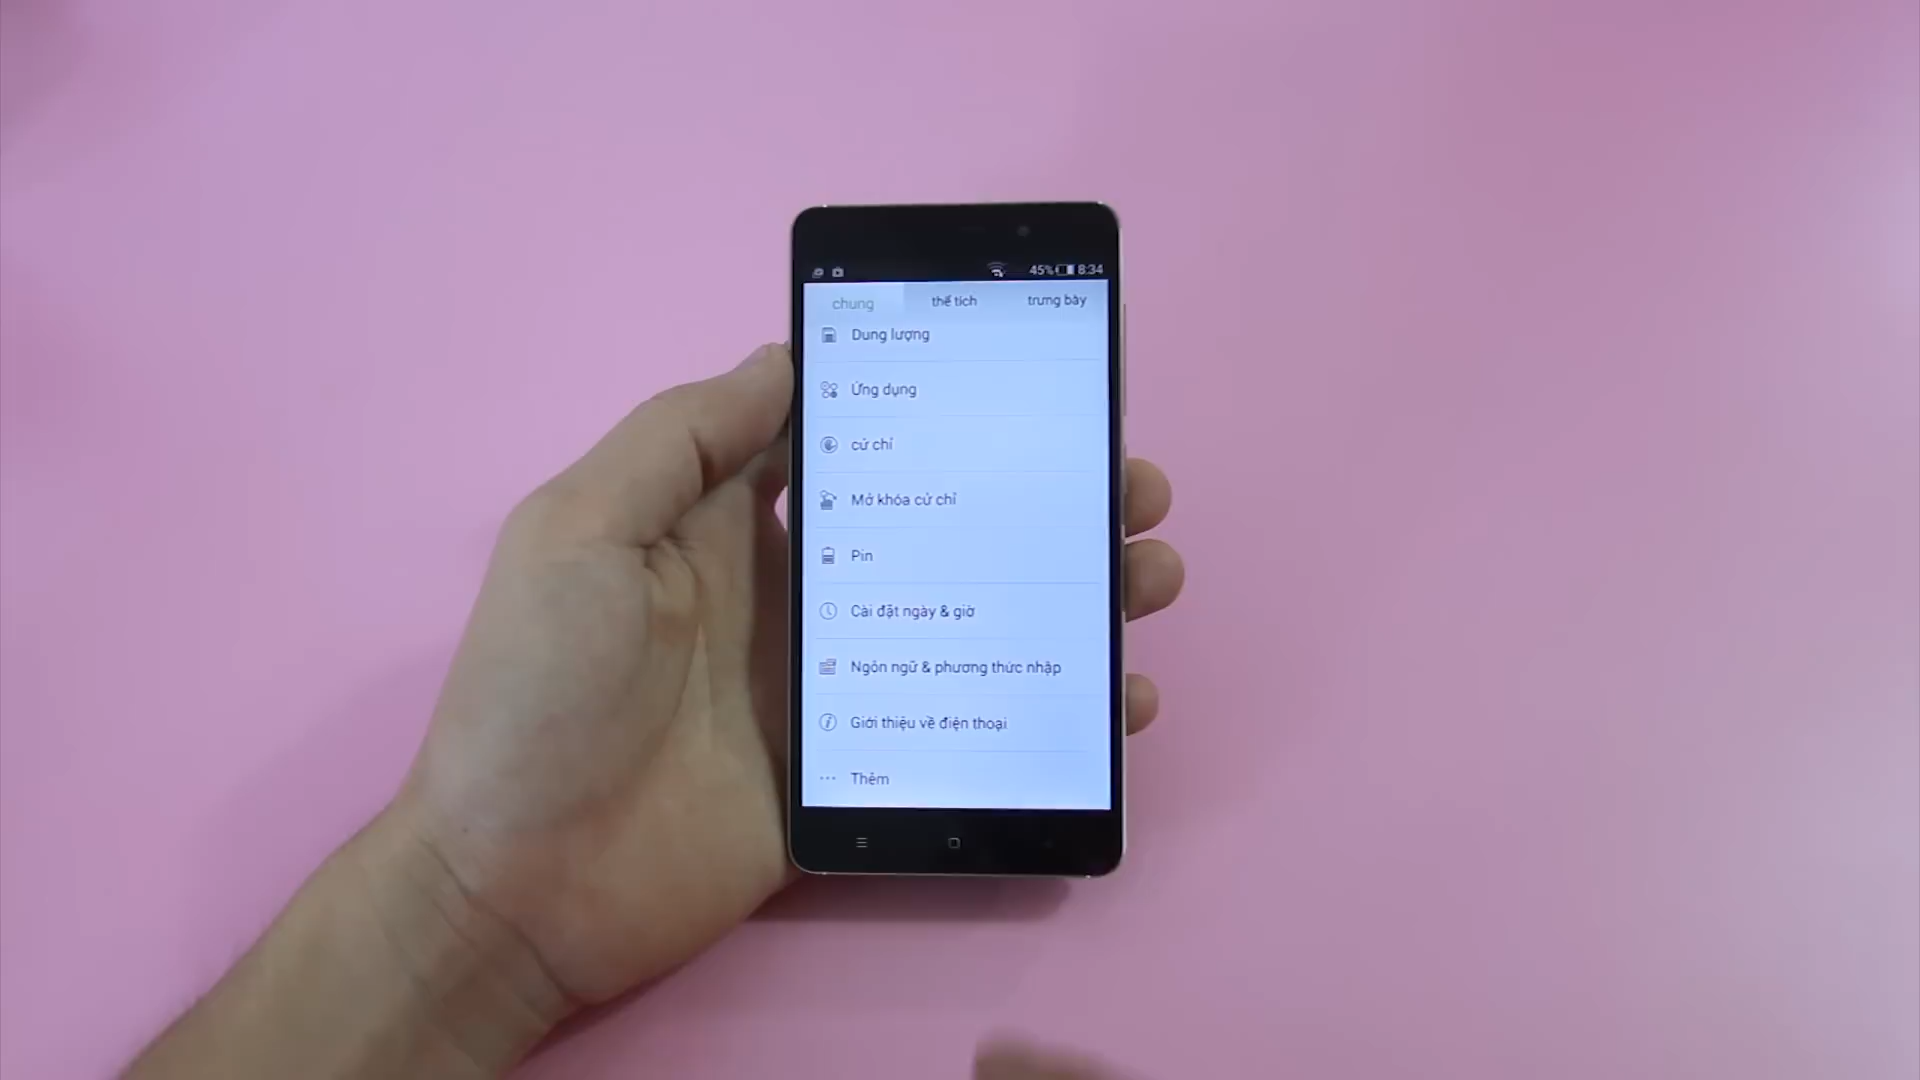 45% 8:34
chung thể tích trưng bày
Dung lượng
Ứng dụng
cử chỉ
Mở khóa cử chỉ
Pin
Cài đặt ngày & giờ
Ngôn ngữ & phương thức nhập
Giới thiệu về điện thoại
Thêm